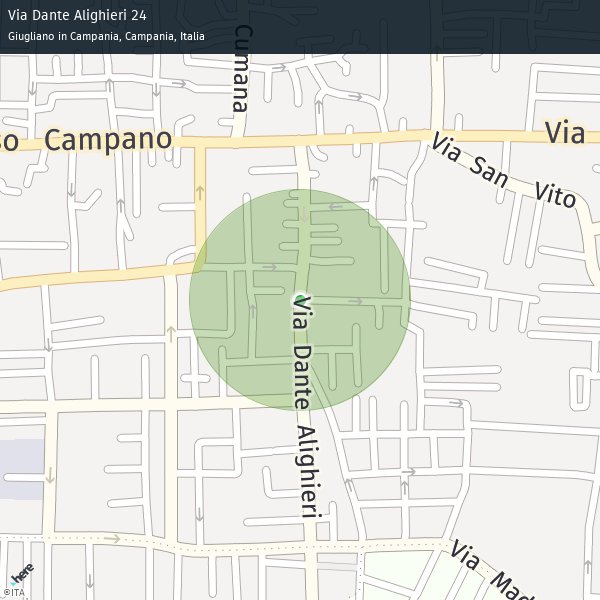 Via Dante Alighieri 24
Giugliano in Campania, Campania, Italia
Cumana
so Campano
Via
Via San Vito
Via Dante Alighieri
Via Mad
here
©ITA